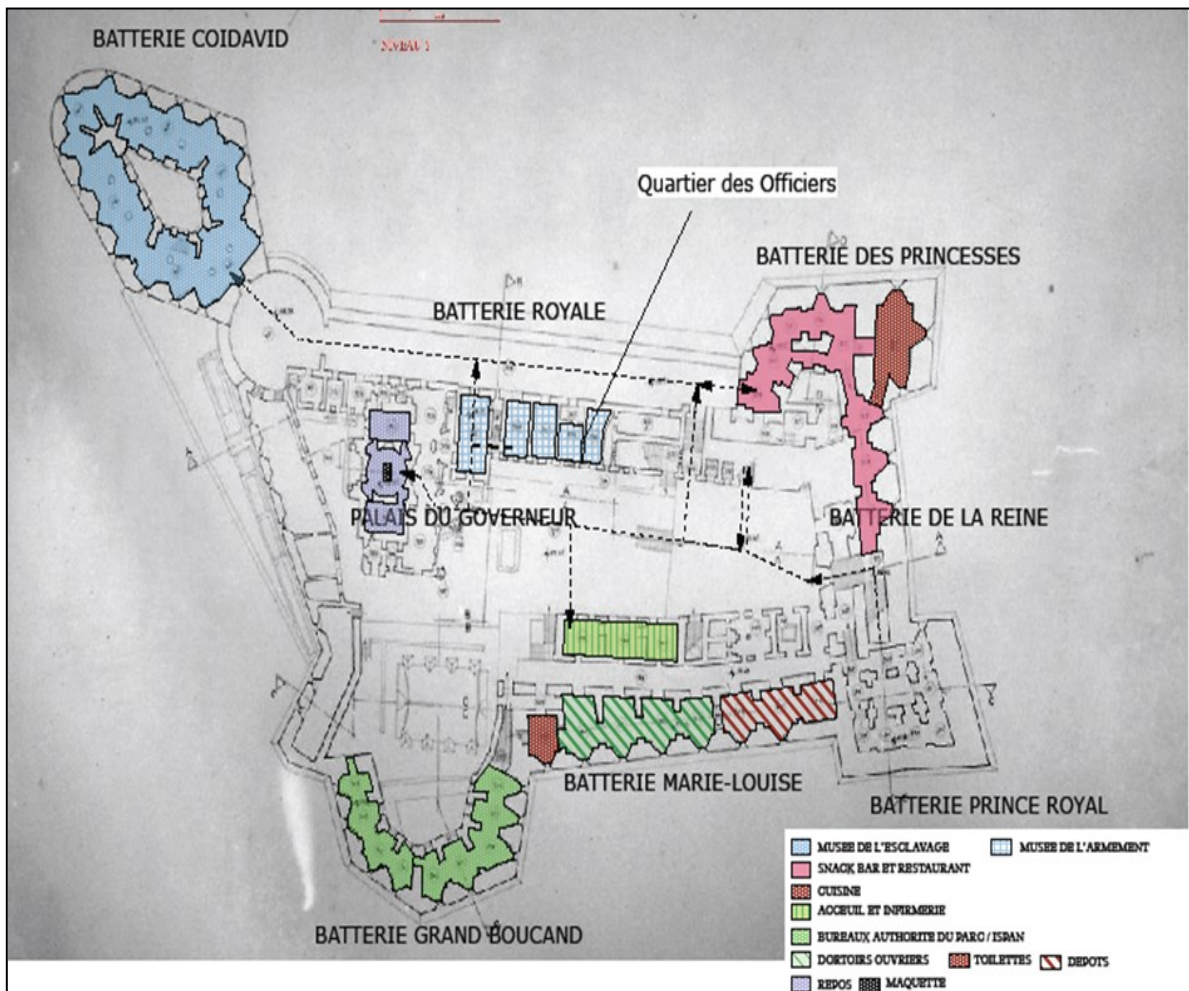 BATTERIE COIDAVID
NIVEAU 5
Quartier des Officiers
BATTERIE DES PRINCESSES
BATTERIE ROYALE
PALAIS DU GOVERNEUR
BATTERIE DE LA REINE
BATTERIE MARIE-LOUISE
BATTERIE PRINCE ROYAL
BATTERIE GRAND BOUCAND
MUSEE DE L'ESCLAVAGE MUSEE DE L'ARMEMENT
SNACK BAR ET RESTAURANT
CUISINE
ACCEUIL ET INFIRMERIE
BUREAUX AUTHORITE DU PARC / ISPAN
DORTOIRS OUVRIERS TOILETTES DEPOTS
REPOS MAQUETTE